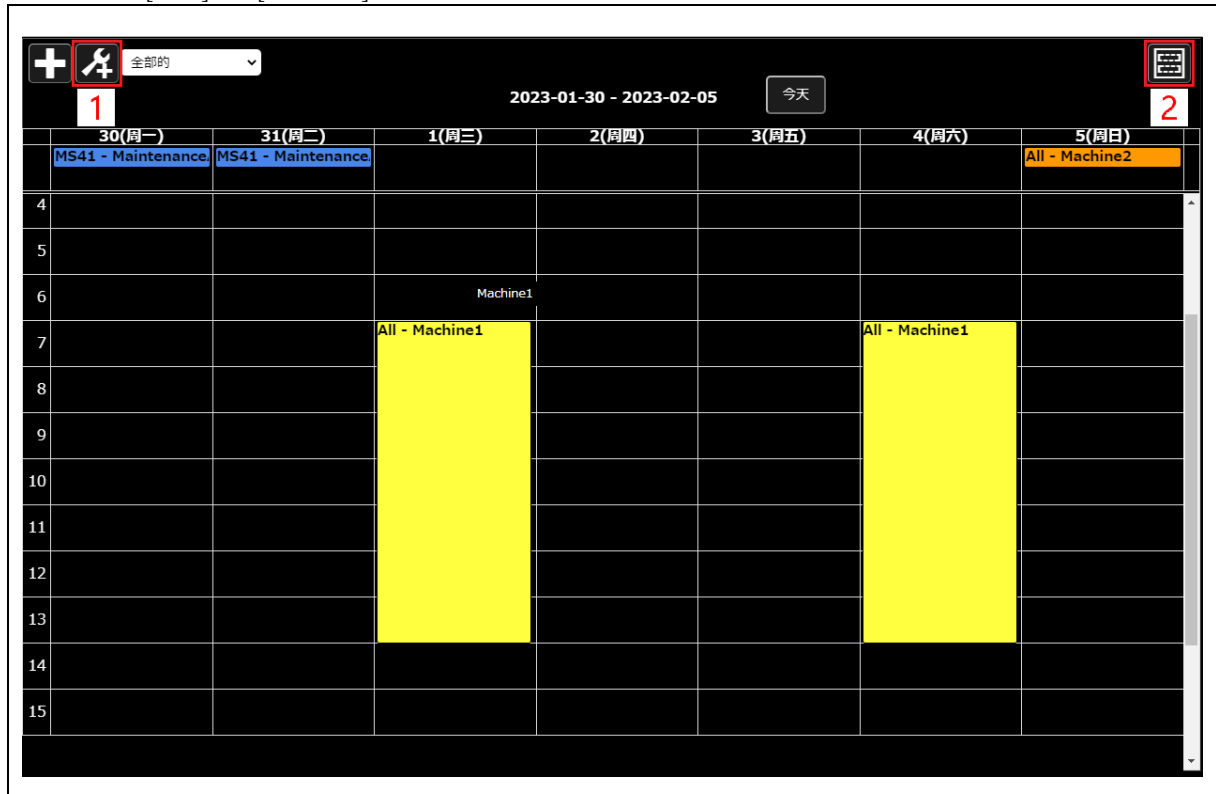 全部的
1
2
2023-01-30 - 2023-02-05
今天
30(周一) 31(周二) 1(周三) 2(周四) 3(周五) 4(周六) 5(周日)
MS41 - Maintenance MS41 - Maintenance All - Machine2
4
5
6 Machine1
7 All - Machine1 All - Machine1
8
9
10
11
12
13
14
15